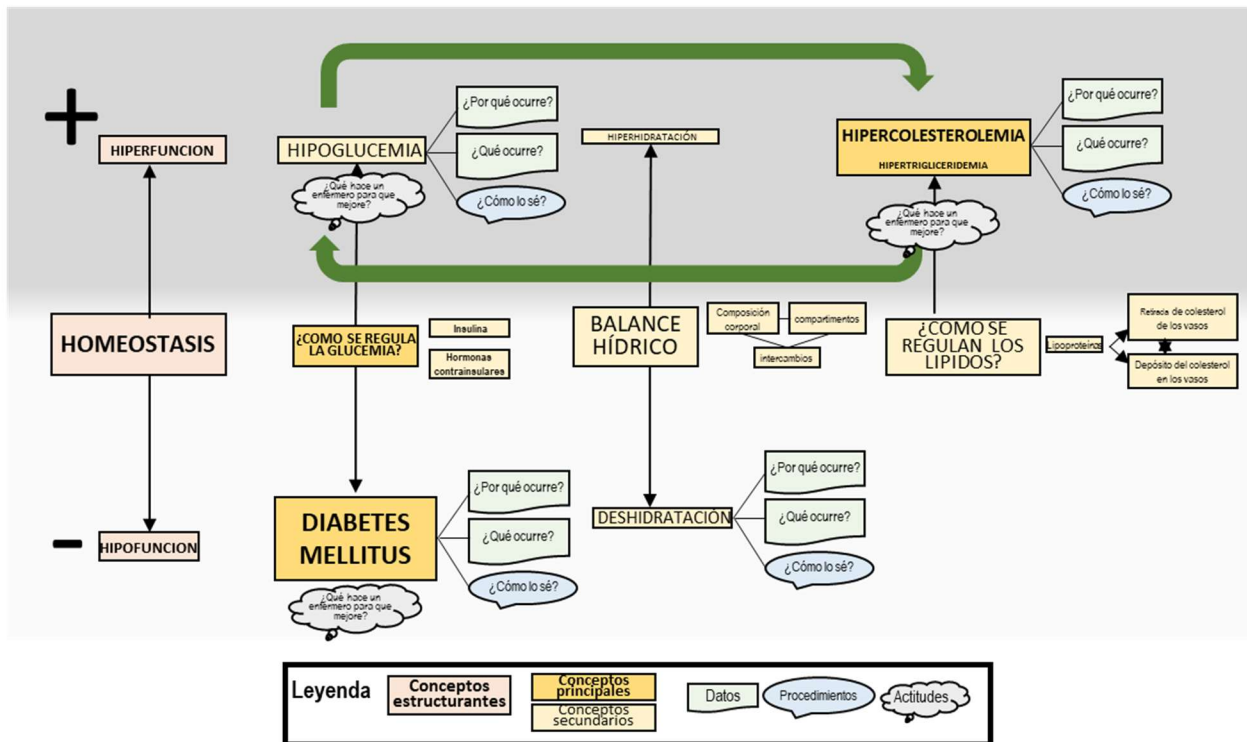 +
HIPERFUNCION
HIPOGLUCEMIA
¿Por qué ocurre?
¿Qué ocurre?
¿Cómo lo sé?
¿Qué hace un
enfermero para que
mejore?
HIPERHIDRATACIÓN
HIPERCOLESTEROLEMIA
HIPERTRIGLICERIDEMIA
¿Por qué ocurre?
¿Qué ocurre?
¿Cómo lo sé?
¿Qué hace un
enfermero para que
mejore?
HOMEOSTASIS
¿COMO SE REGULA
LA GLUCEMIA?
Insulina
Hormonas
contrainsulares
BALANCE
HÍDRICO
Composición
corporal
compartimentos
intercambios
¿COMO SE
REGULAN LOS
LIPIDOS?
Lipoproteínas
Retirada de colesterol
de los vasos
Depósito del colesterol
en los vasos
-
HIPOFUNCION
DIABETES
MELLITUS
¿Por qué ocurre?
¿Qué ocurre?
¿Cómo lo sé?
¿Qué hace un
enfermero para que
mejore?
DESHIDRATACIÓN
¿Por qué ocurre?
¿Qué ocurre?
¿Cómo lo sé?
Leyenda
Conceptos
estructurantes
Conceptos
principales
Conceptos
secundarios
Datos
Procedimientos
Actitudes